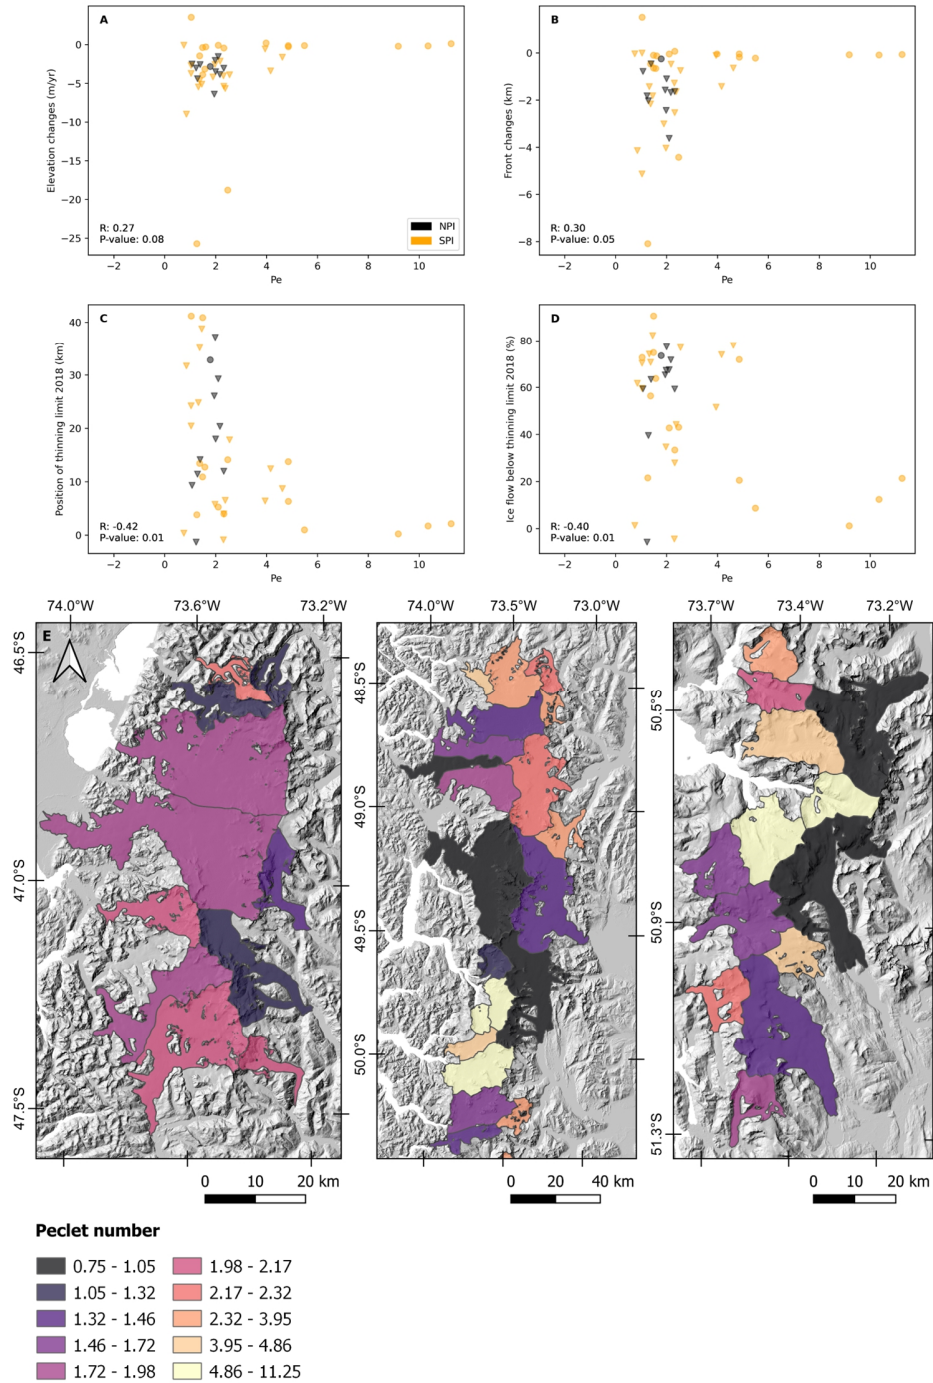 A
Elevation changes (m/yr)
0
−5
−10
−15
−20
−25
R: 0.27
P-value: 0.08
NPI
SPI
−2 0 2 4 6 8 10
Pe
B
Front changes (km)
0
−2
−4
−6
−8
R: 0.30
P-value: 0.05
−2 0 2 4 6 8 10
Pe
C
Position of thinning limit 2018 (km)
40
30
20
10
0
R: -0.42
P-value: 0.01
−2 0 2 4 6 8 10
Pe
D
Ice flow below thinning limit 2018 (%)
80
60
40
20
0
R: -0.40
P-value: 0.01
−2 0 2 4 6 8 10
Pe
E
74.0°W 73.6°W 73.2°W
46.5°S
47.0°S
47.5°S
0 10 20 km
74.0°W 73.5°W 73.0°W
48.5°S
49.0°S
49.5°S
50.0°S
0 20 40 km
73.7°W 73.4°W 73.2°W
50.5°S
50.9°S
51.3°S
0 10 20 km
Peclet number
0.75 - 1.05
1.05 - 1.32
1.32 - 1.46
1.46 - 1.72
1.72 - 1.98
1.98 - 2.17
2.17 - 2.32
2.32 - 3.95
3.95 - 4.86
4.86 - 11.25